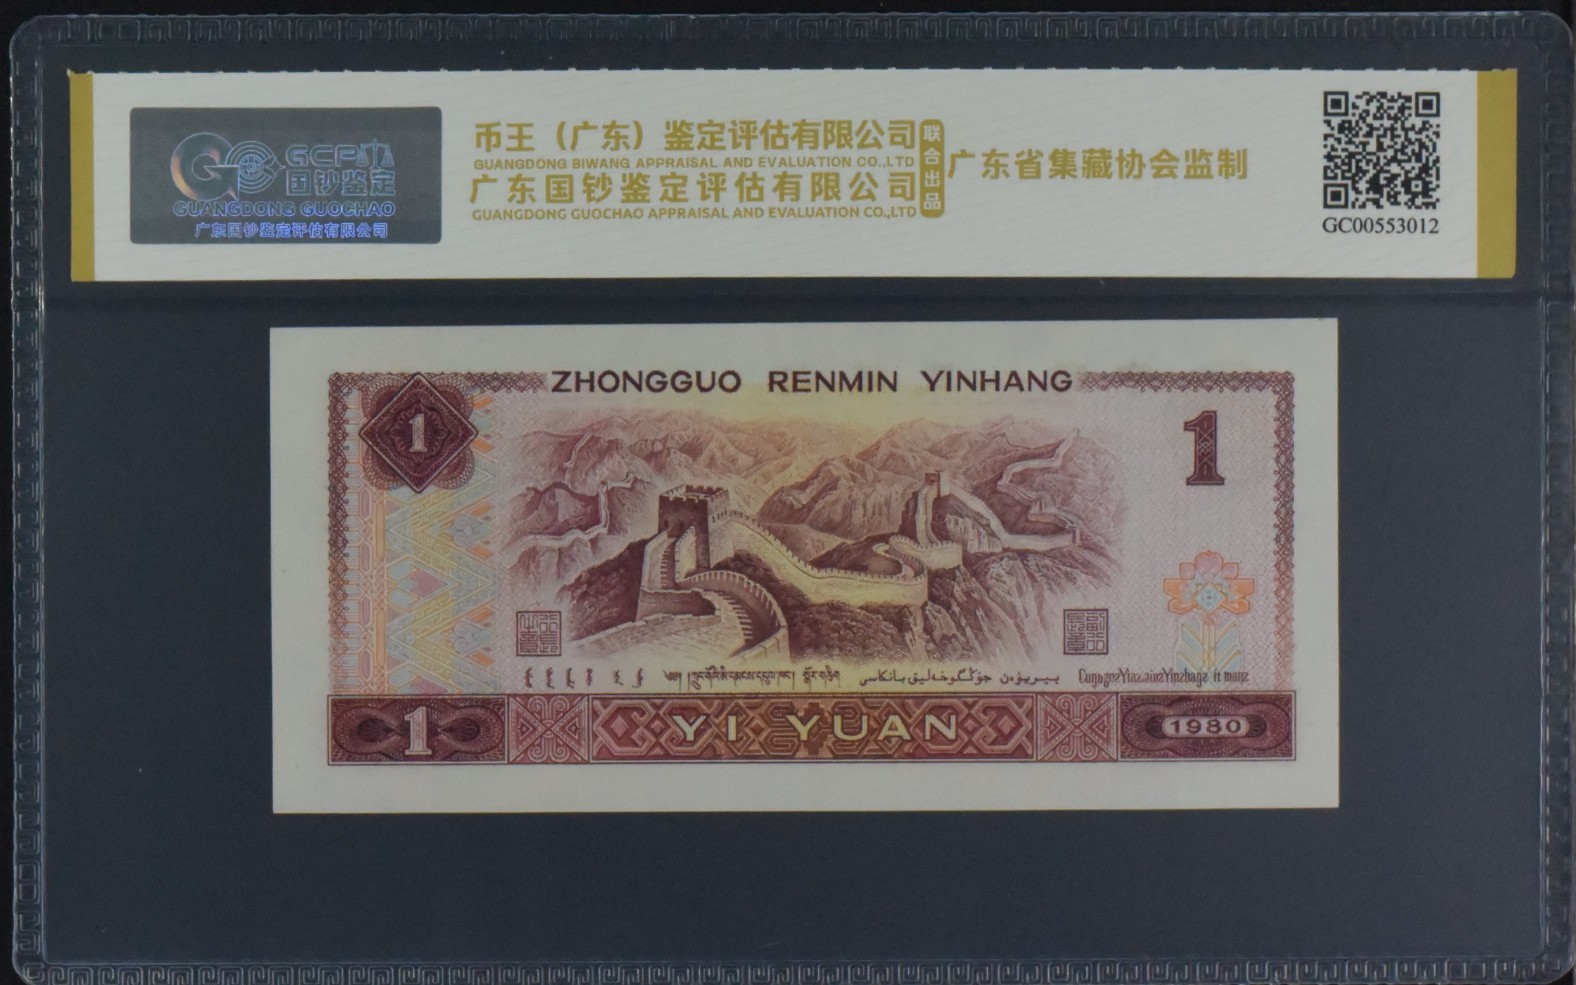 GCP
国钞鉴定
GUANGDONG GUOCHAO
广东国钞鉴定评估有限公司
币王（广东）鉴定评估有限公司
GUANGDONG BIWANG APPRAISAL AND EVALUATION CO.,LTD
广东国钞鉴定评估有限公司
GUANGDONG GUOCHAO APPRAISAL AND EVALUATION CO.,LTD
联合出品
广东省集藏协会监制
GC00553012
ZHONGGUO RENMIN YINHANG
1
1
1
YI YUAN
1980